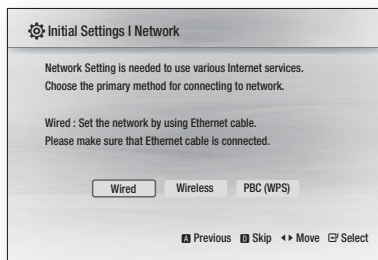 Initial Settings I Network
Network Setting is needed to use various Internet services.
Choose the primary method for connecting to network.
Wired : Set the network by using Ethernet cable.
Please make sure that Ethernet cable is connected.
Wired Wireless PBC (WPS)
A Previous D Skip Move Select